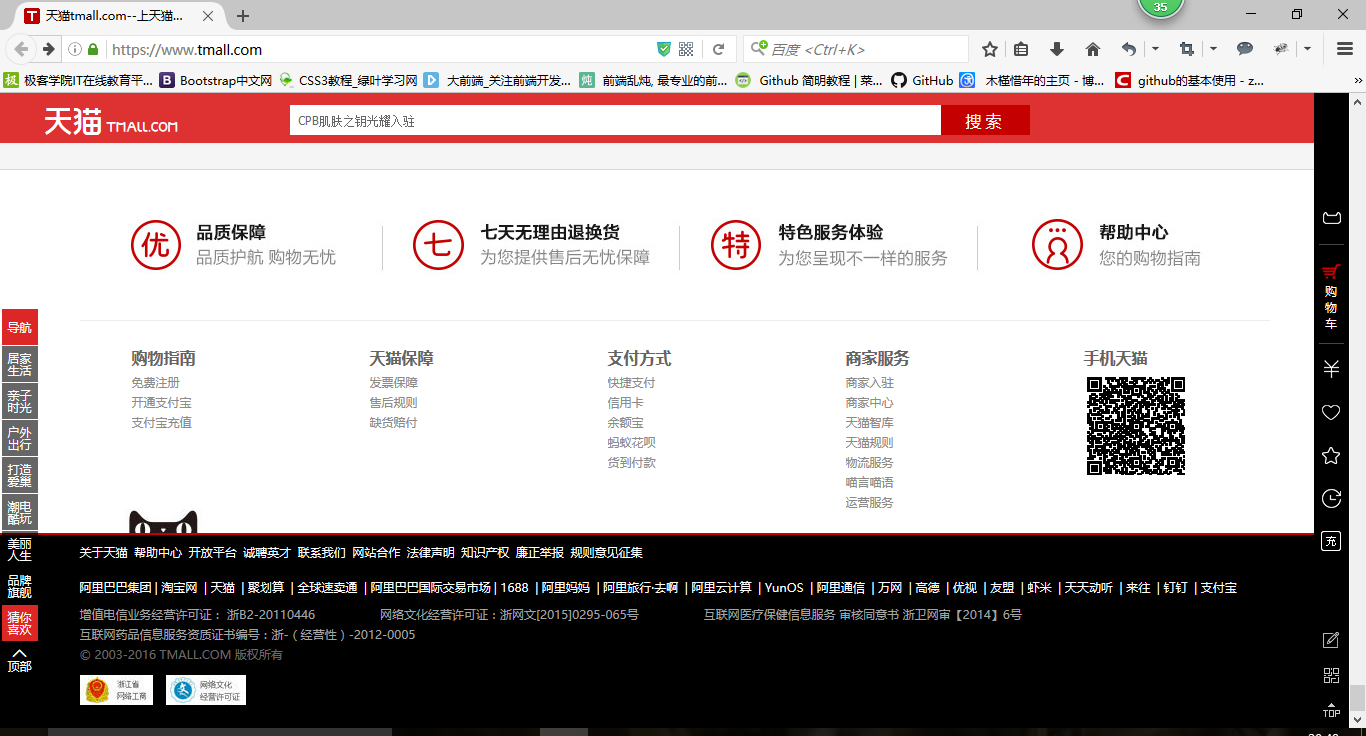 35
天猫tmall.com--上天猫...
https://www.tmall.com
百度 <Ctrl+K>
极客学院IT在线教育平... Bootstrap中文网 CSS3教程_绿叶学习网 大前端_关注前端开发... 前端乱炖, 最专业的前... Github 简明教程 | 菜... GitHub 木槿惜年的主页 - 博... github的基本使用 - z...
天猫 TMALL.COM
CPB肌肤之钥光耀入驻
搜索
优 品质保障
品质护航 购物无忧
七 七天无理由退换货
为您提供售后无忧保障
特 特色服务体验
为您呈现不一样的服务
帮助中心
您的购物指南
导航
居家
生活
亲子
时光
户外
出行
打造
爱巢
潮电
酷玩
美丽
人生
品牌
旗舰
猜你
喜欢
顶部
购物指南
免费注册
开通支付宝
支付宝充值
天猫保障
发票保障
售后规则
缺货赔付
支付方式
快捷支付
信用卡
余额宝
蚂蚁花呗
货到付款
商家服务
商家入驻
商家中心
天猫智库
天猫规则
物流服务
喵言喵语
运营服务
手机天猫
购
物
车
充
TOP
关于天猫 帮助中心 开放平台 诚聘英才 联系我们 网站合作 法律声明 知识产权 廉正举报 规则意见征集
阿里巴巴集团 | 淘宝网 | 天猫 | 聚划算 | 全球速卖通 | 阿里巴巴国际交易市场 | 1688 | 阿里妈妈 | 阿里旅行·去啊 | 阿里云计算 | YunOS | 阿里通信 | 万网 | 高德 | 优视 | 友盟 | 虾米 | 天天动听 | 来往 | 钉钉 | 支付宝
增值电信业务经营许可证： 浙B2-20110446 网络文化经营许可证：浙网文[2015]0295-065号 互联网医疗保健信息服务 审核同意书 浙卫网审【2014】6号
互联网药品信息服务资质证书编号：浙-（经营性）-2012-0005
© 2003-2016 TMALL.COM 版权所有
浙江省
网络工商
网络文化
经营许可证